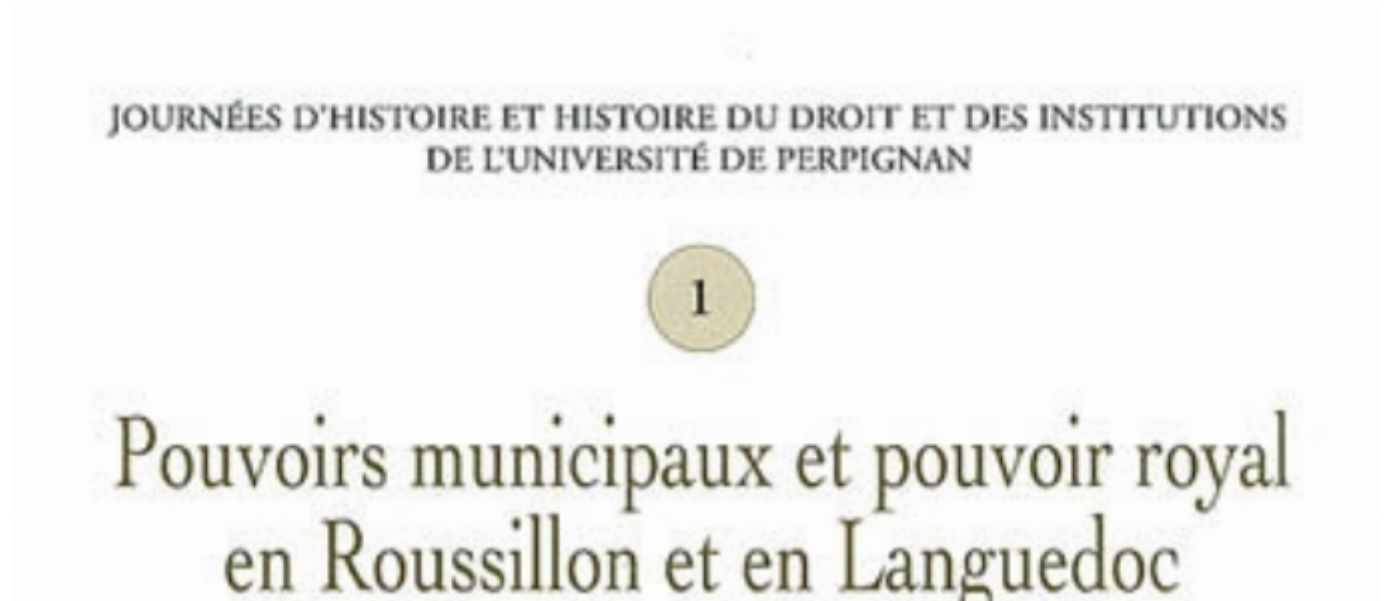 JOURNÉES D'HISTOIRE ET HISTOIRE DU DROIT ET DES INSTITUTIONS
DE L'UNIVERSITÉ DE PERPIGNAN
1
Pouvoirs municipaux et pouvoir royal
en Roussillon et en Languedoc